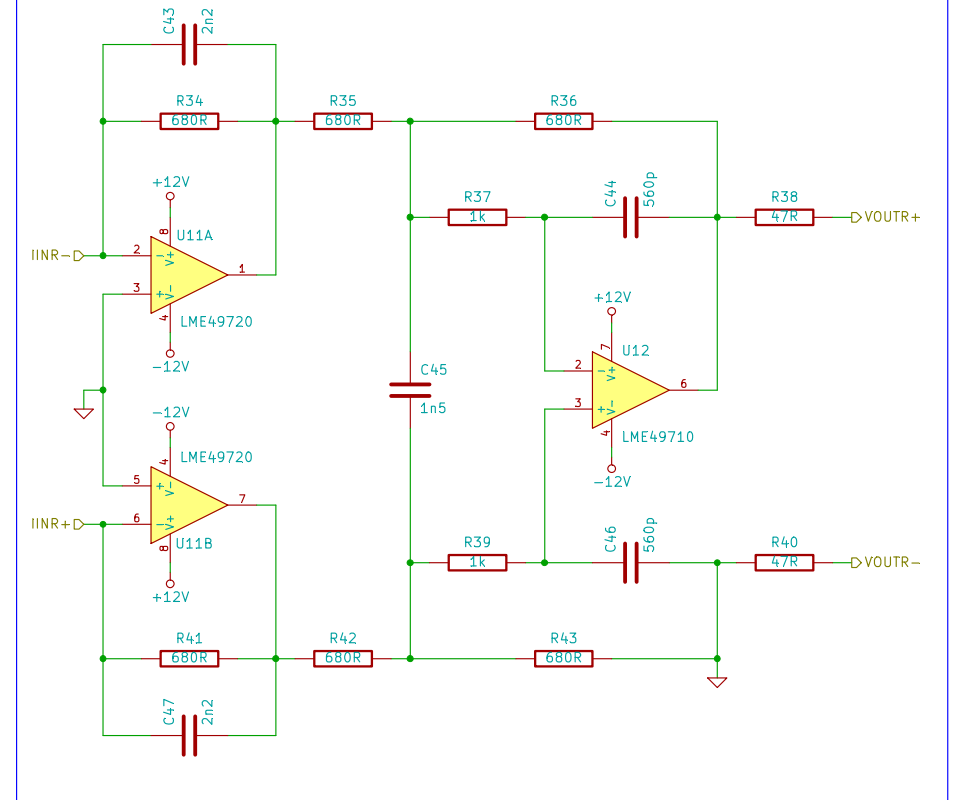 C43
2n2
R34
680R
R35
680R
R36
680R
+12V
8
U11A
IINR-
2
-
V+
1
3
+
V-
4
LME49720
-12V
R37
1k
C44
560p
R38
47R
VOUTR+
+12V
7
U12
2
-
V+
6
3
+
V-
4
LME49710
-12V
C45
1n5
-12V
4
LME49720
5
+
V-
7
IINR+
6
-
V+
8
U11B
+12V
R39
1k
C46
560p
R40
47R
VOUTR-
R41
680R
R42
680R
R43
680R
C47
2n2